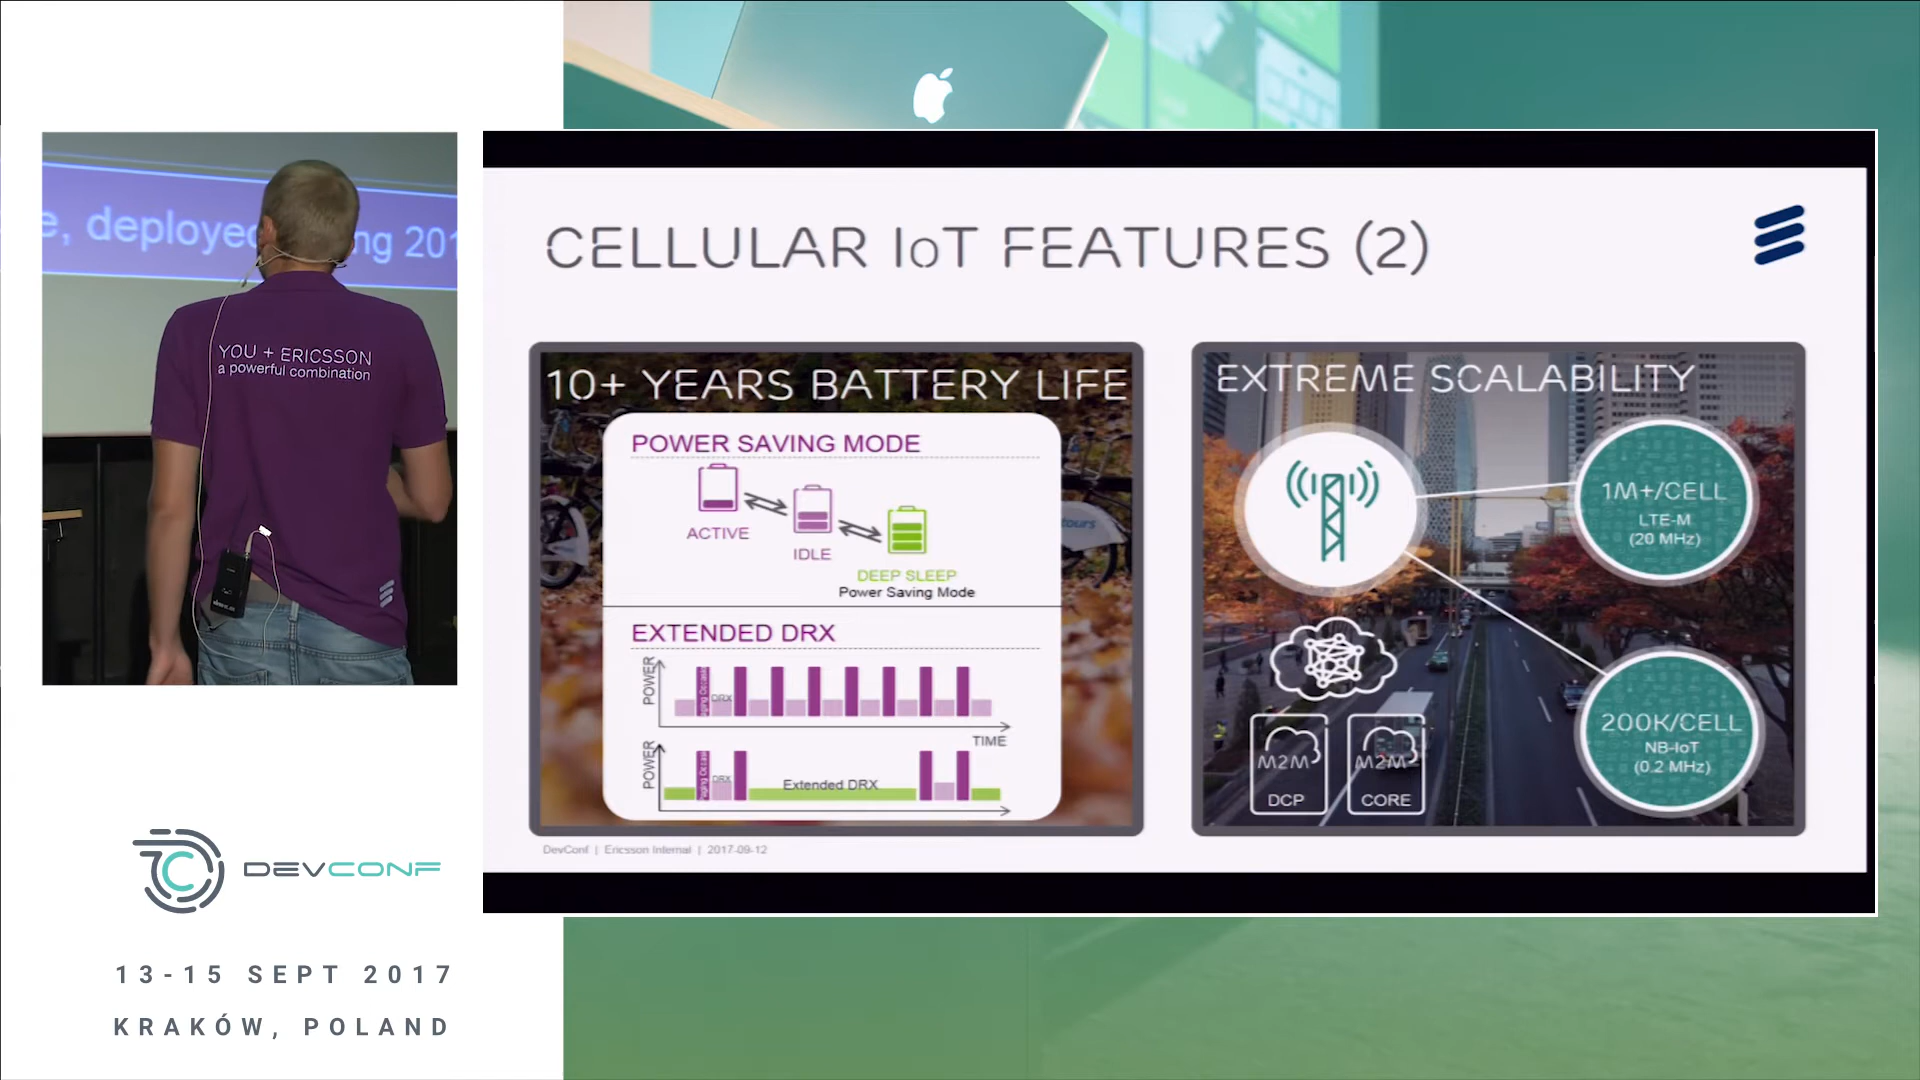 e, deployed
ng 201
YOU + ERICSSON
a powerful combination
DEVCONF
13-15 SEPT 2017
KRAKÓW, POLAND
CELLULAR IoT FEATURES (2)
10+ YEARS BATTERY LIFE
POWER SAVING MODE
ACTIVE
IDLE
DEEP SLEEP
Power Saving Mode
EXTENDED DRX
POWER
DRX
TIME
POWER
DRX
Extended DRX
tours
EXTREME SCALABILITY
1M+/CELL
LTE-M
(20 MHz)
200K/CELL
NB-IoT
(0.2 MHz)
M2M
DCP
M2M
CORE
DevConf | Ericsson Internal | 2017-09-12